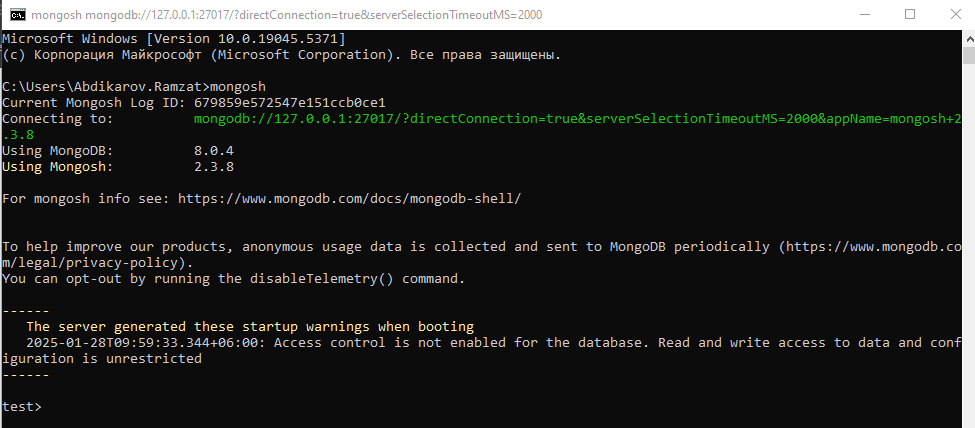 mongosh mongodb://127.0.0.1:27017/?directConnection=true&serverSelectionTimeoutMS=2000
Microsoft Windows [Version 10.0.19045.5371]
(c) Корпорация Майкрософт (Microsoft Corporation). Все права защищены.
C:\Users\Abdikarov.Ramzat>mongosh
Current Mongosh Log ID: 679859e572547e151ccb0ce1
Connecting to:          mongodb://127.0.0.1:27017/?directConnection=true&serverSelectionTimeoutMS=2000&appName=mongosh+2
.3.8
Using MongoDB:          8.0.4
Using Mongosh:          2.3.8
For mongosh info see: https://www.mongodb.com/docs/mongodb-shell/
To help improve our products, anonymous usage data is collected and sent to MongoDB periodically (https://www.mongodb.co
m/legal/privacy-policy).
You can opt-out by running the disableTelemetry() command.
------
   The server generated these startup warnings when booting
   2025-01-28T09:59:33.344+06:00: Access control is not enabled for the database. Read and write access to data and conf
iguration is unrestricted
------
test>